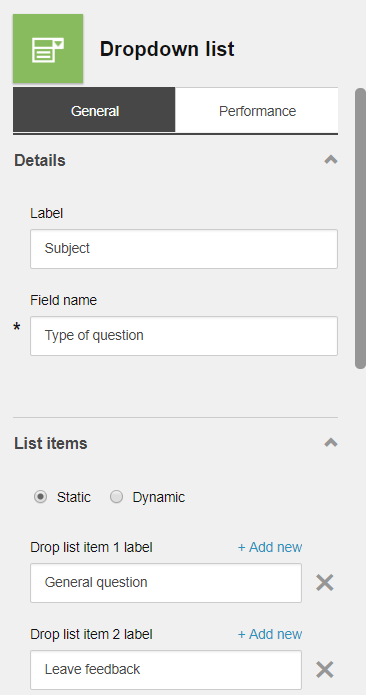 Dropdown list
General Performance
Details
Label
Subject
Field name
* Type of question
List items
Static Dynamic
Drop list item 1 label + Add new
General question
Drop list item 2 label + Add new
Leave feedback